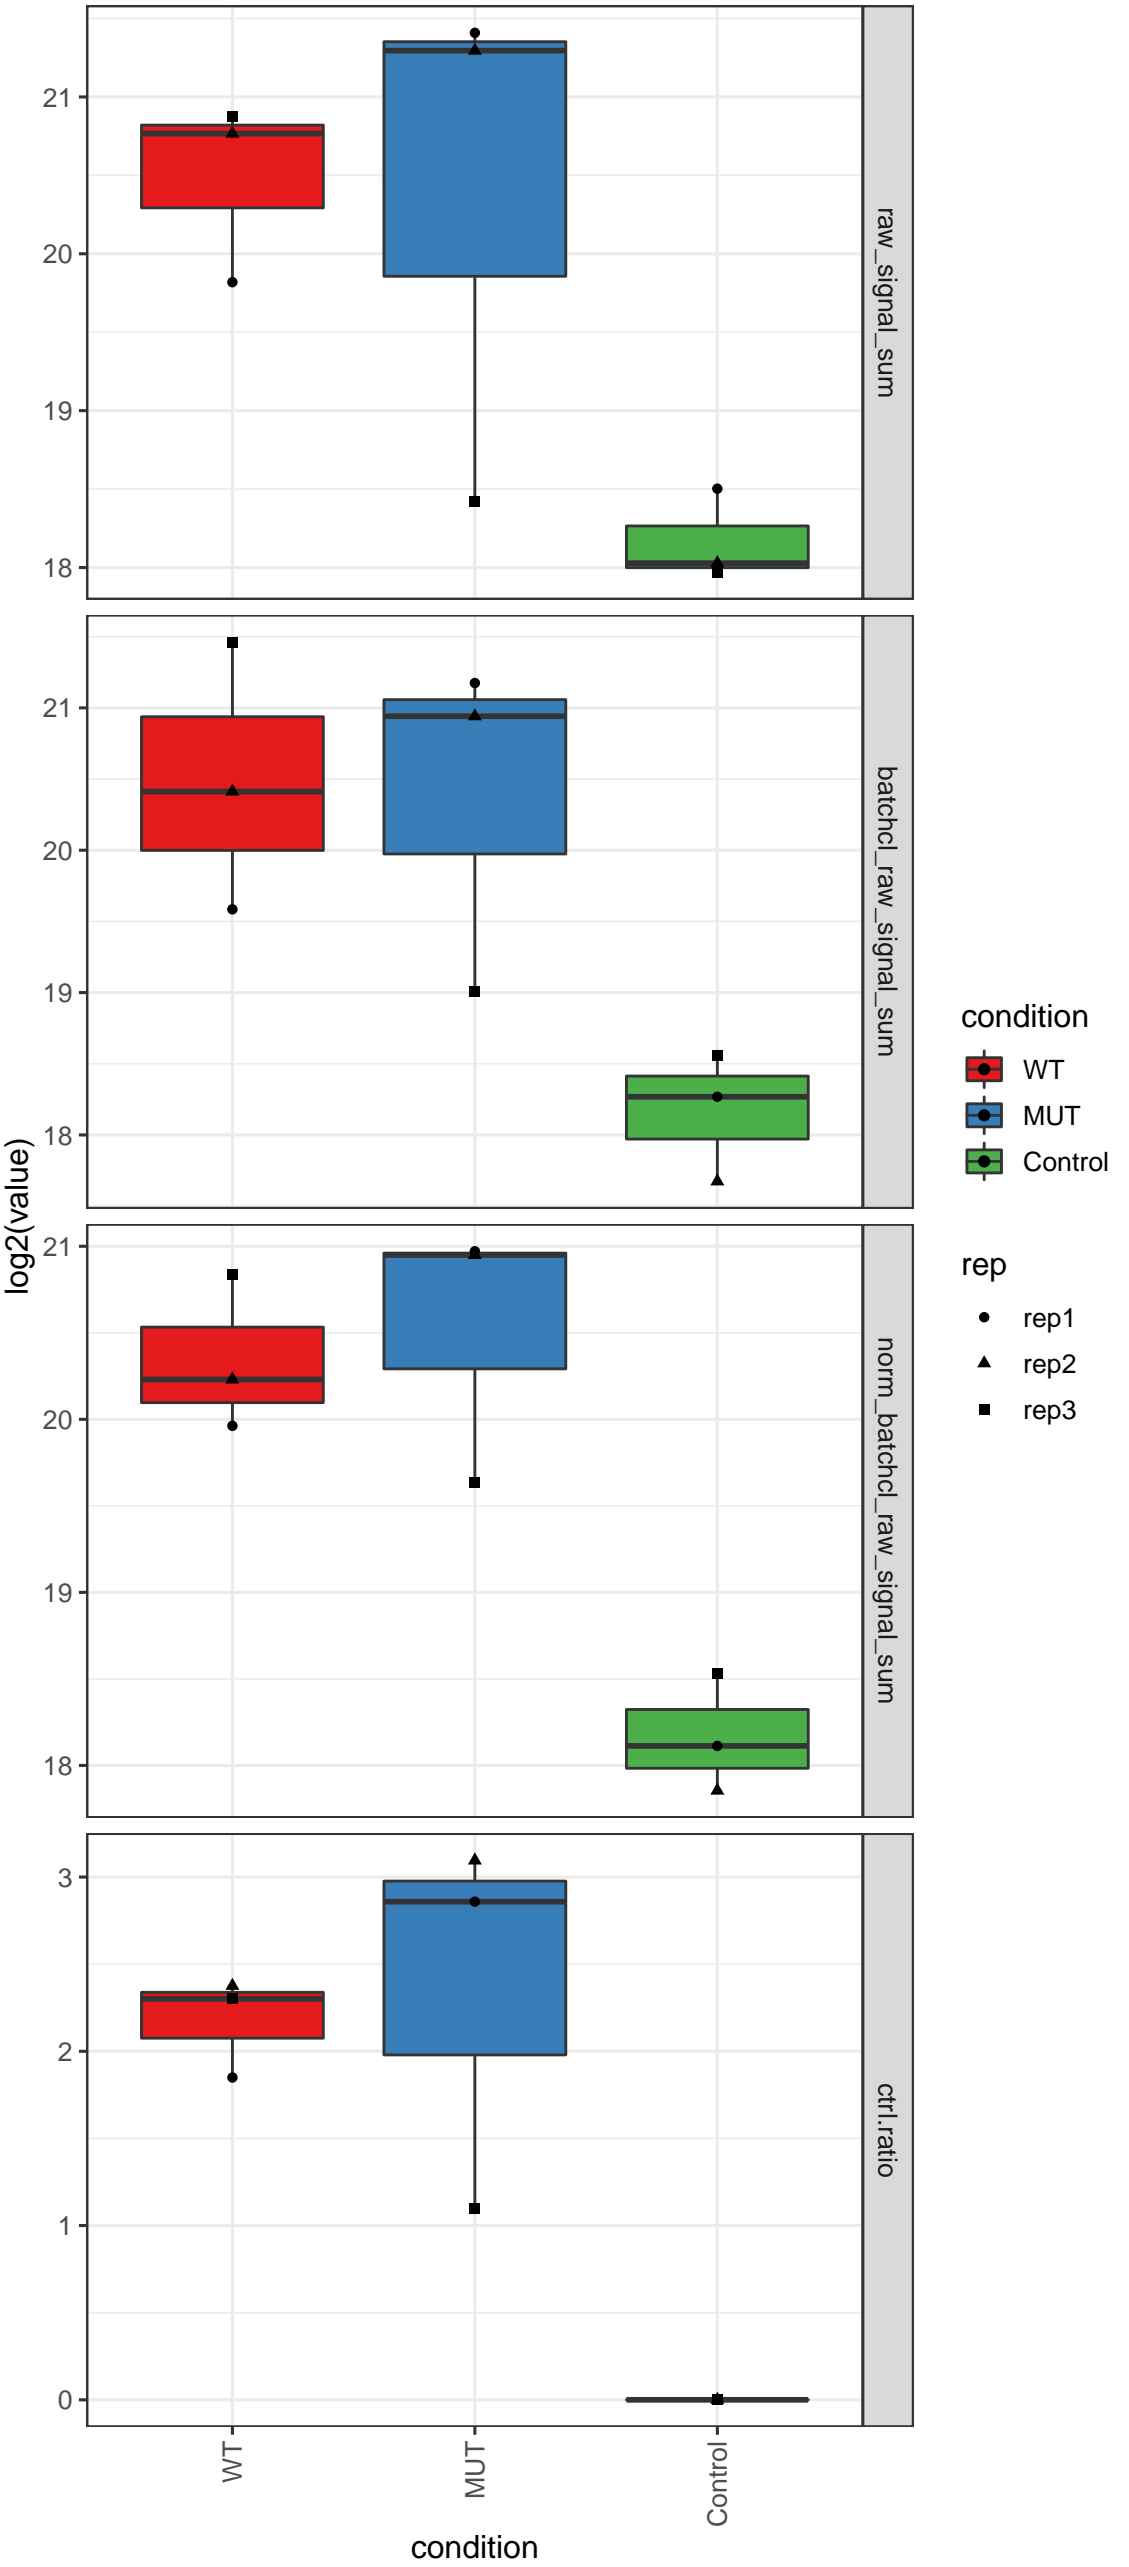 log2(value)
21
20
19
18
raw_signal_sum
21
20
19
18
batchcl_raw_signal_sum
21
20
19
18
norm_batchcl_raw_signal_sum
3
2
1
0
ctrl.ratio
WT
MUT
Control
condition
condition
WT
MUT
Control
rep
rep1
rep2
rep3